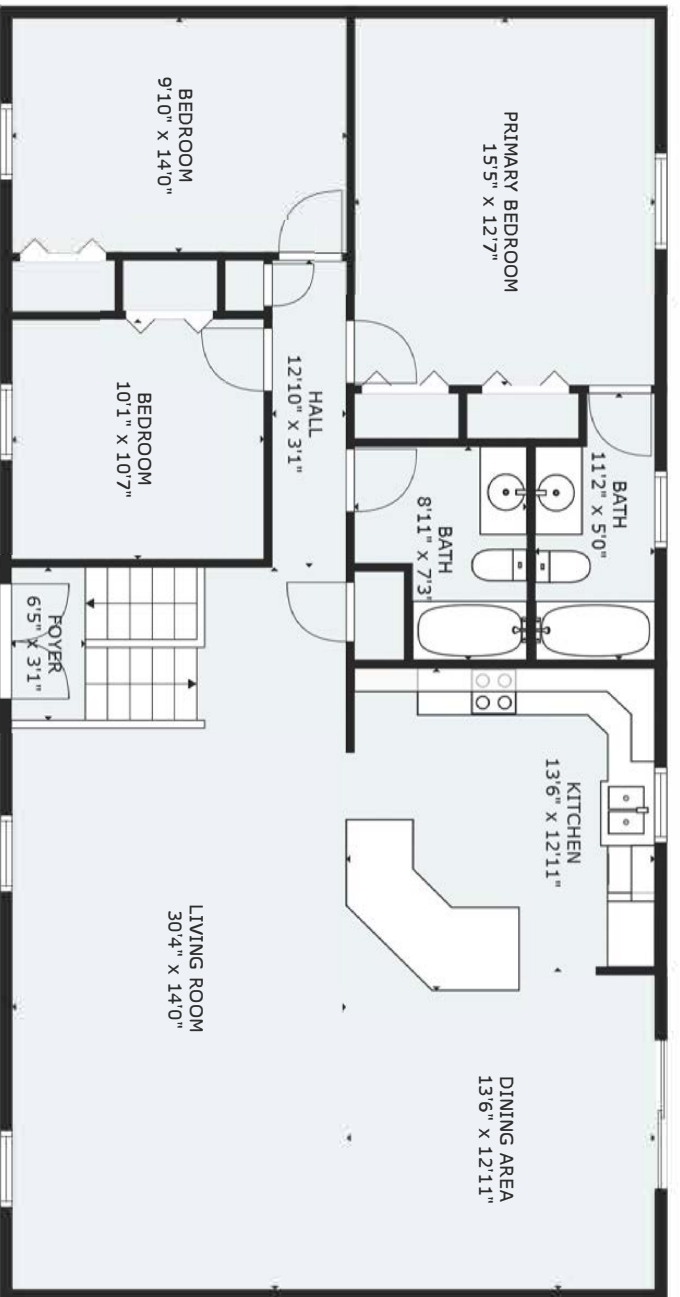 PRIMARY BEDROOM
15'5" x 12'7"
BATH
11'2" x 5'0"
BATH
8'11" x 7'3"
KITCHEN
13'6" x 12'11"
DINING AREA
13'6" x 12'11"
BEDROOM
9'10" x 14'0"
HALL
12'10" x 3'1"
BEDROOM
10'1" x 10'7"
FOYER
6'5" x 3'1"
LIVING ROOM
30'4" x 14'0"